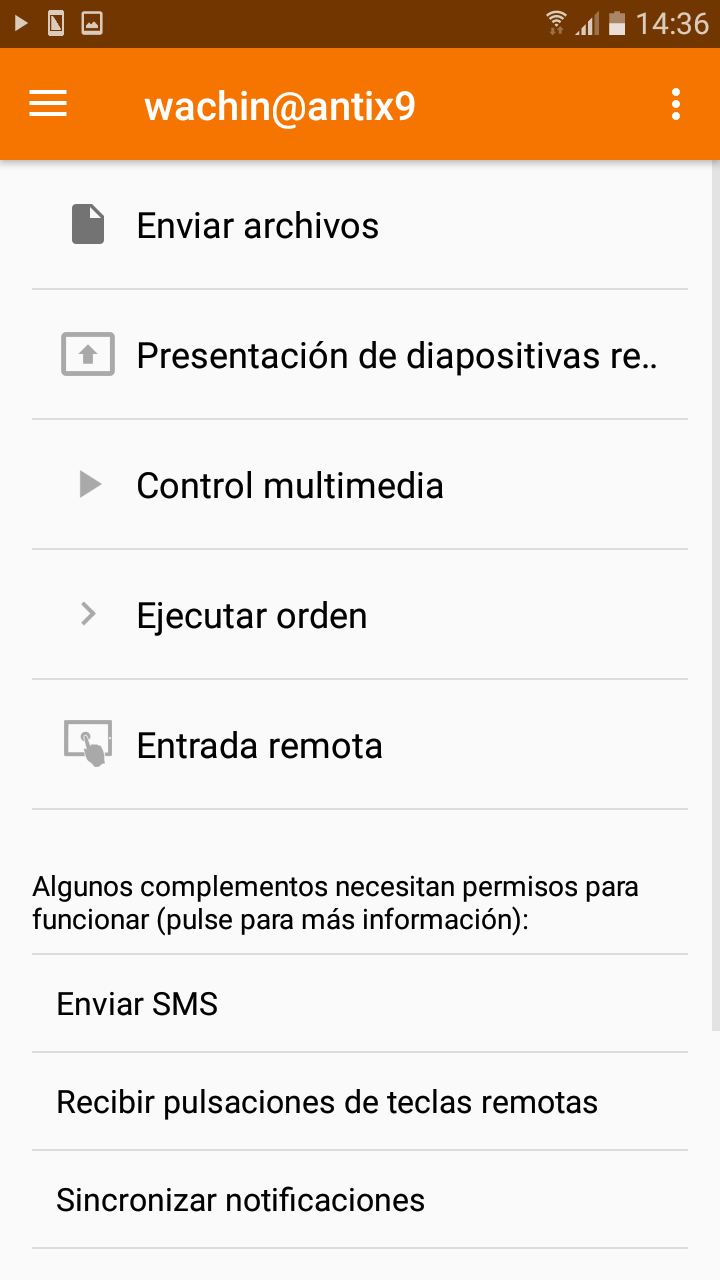 14:36
wachin@antix9
Enviar archivos
Presentación de diapositivas re..
Control multimedia
Ejecutar orden
Entrada remota
Algunos complementos necesitan permisos para
funcionar (pulse para más información):
Enviar SMS
Recibir pulsaciones de teclas remotas
Sincronizar notificaciones